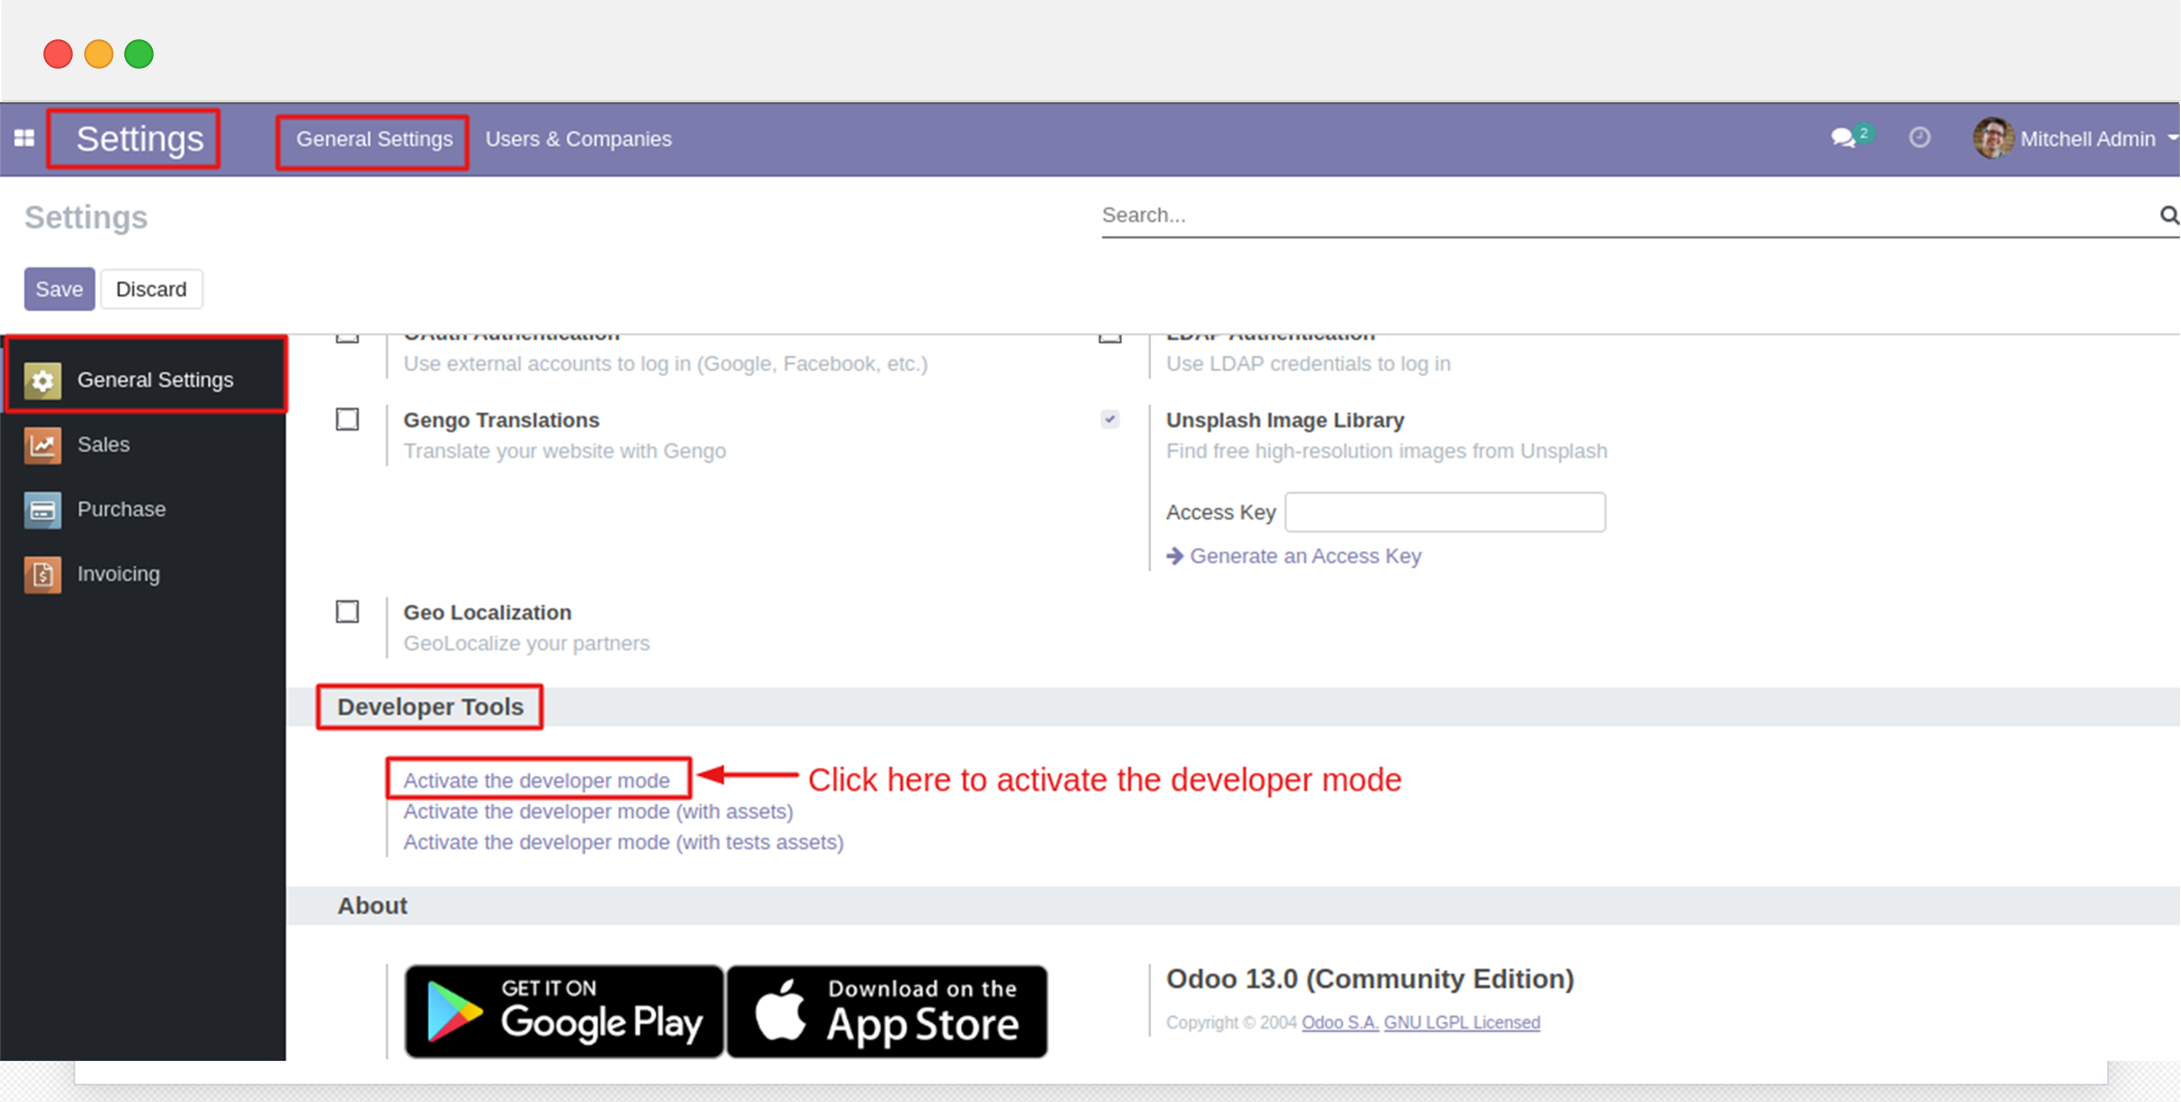 Settings
General Settings
Users & Companies
2
Mitchell Admin
Settings
Search...
Save
Discard
General Settings
Sales
Purchase
Invoicing
OAuth Authentication
Use external accounts to log in (Google, Facebook, etc.)
LDAP Authentication
Use LDAP credentials to log in
Gengo Translations
Translate your website with Gengo
Unsplash Image Library
Find free high-resolution images from Unsplash
Access Key
Generate an Access Key
Geo Localization
GeoLocalize your partners
Developer Tools
Activate the developer mode
Click here to activate the developer mode
Activate the developer mode (with assets)
Activate the developer mode (with tests assets)
About
GET IT ON
Google Play
Download on the
App Store
Odoo 13.0 (Community Edition)
Copyright © 2004 Odoo S.A. GNU LGPL Licensed